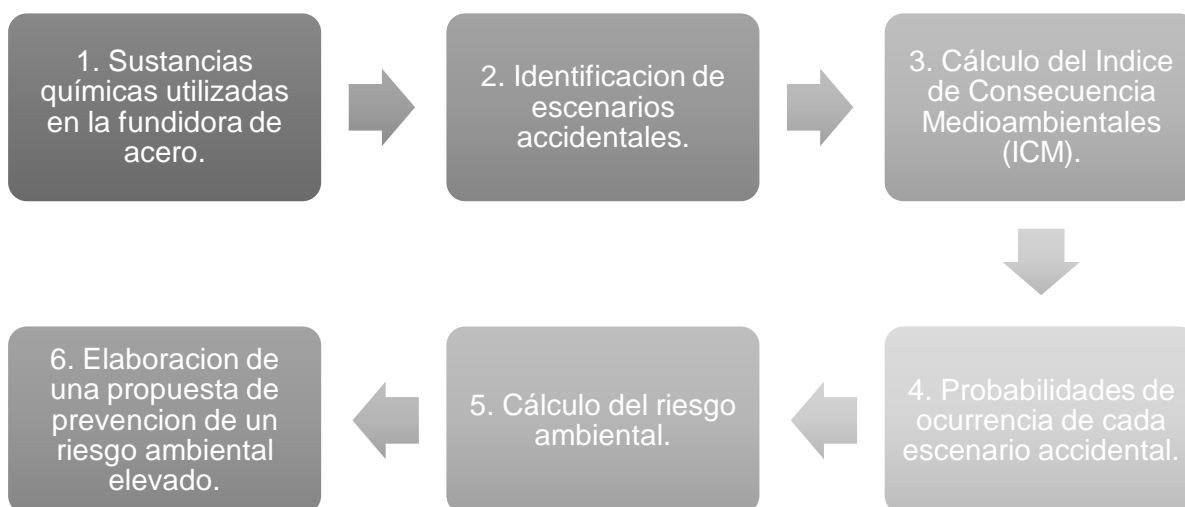 1. Sustancias
químicas utilizadas
en la fundidora de
acero.
2. Identificacion de
escenarios
accidentales.
3. Cálculo del Indice
de Consecuencia
Medioambientales
(ICM).
4. Probabilidades de
ocurrencia de cada
escenario accidental.
5. Cálculo del riesgo
ambiental.
6. Elaboracion de
una propuesta de
prevencion de un
riesgo ambiental
elevado.